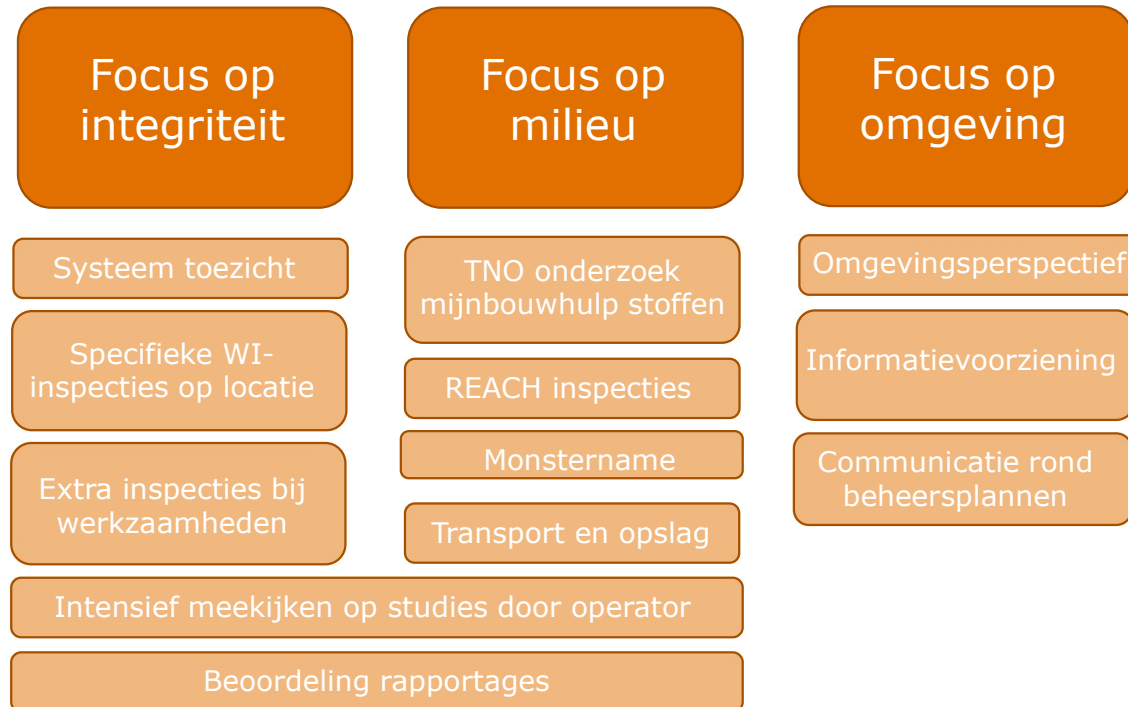 Focus op
integriteit
Systeem toezicht
Specifieke WI-
inspecties op locatie
Extra inspecties bij
werkzaamheden
Focus op
milieu
TNO onderzoek
mijnbouwhulp stoffen
REACH inspecties
Monstername
Transport en opslag
Intensief meekijken op studies door operator
Beoordeling rapportages
Focus op
omgeving
Omgevingsperspectief
Informatievoorziening
Communicatie rond
beheersplannen